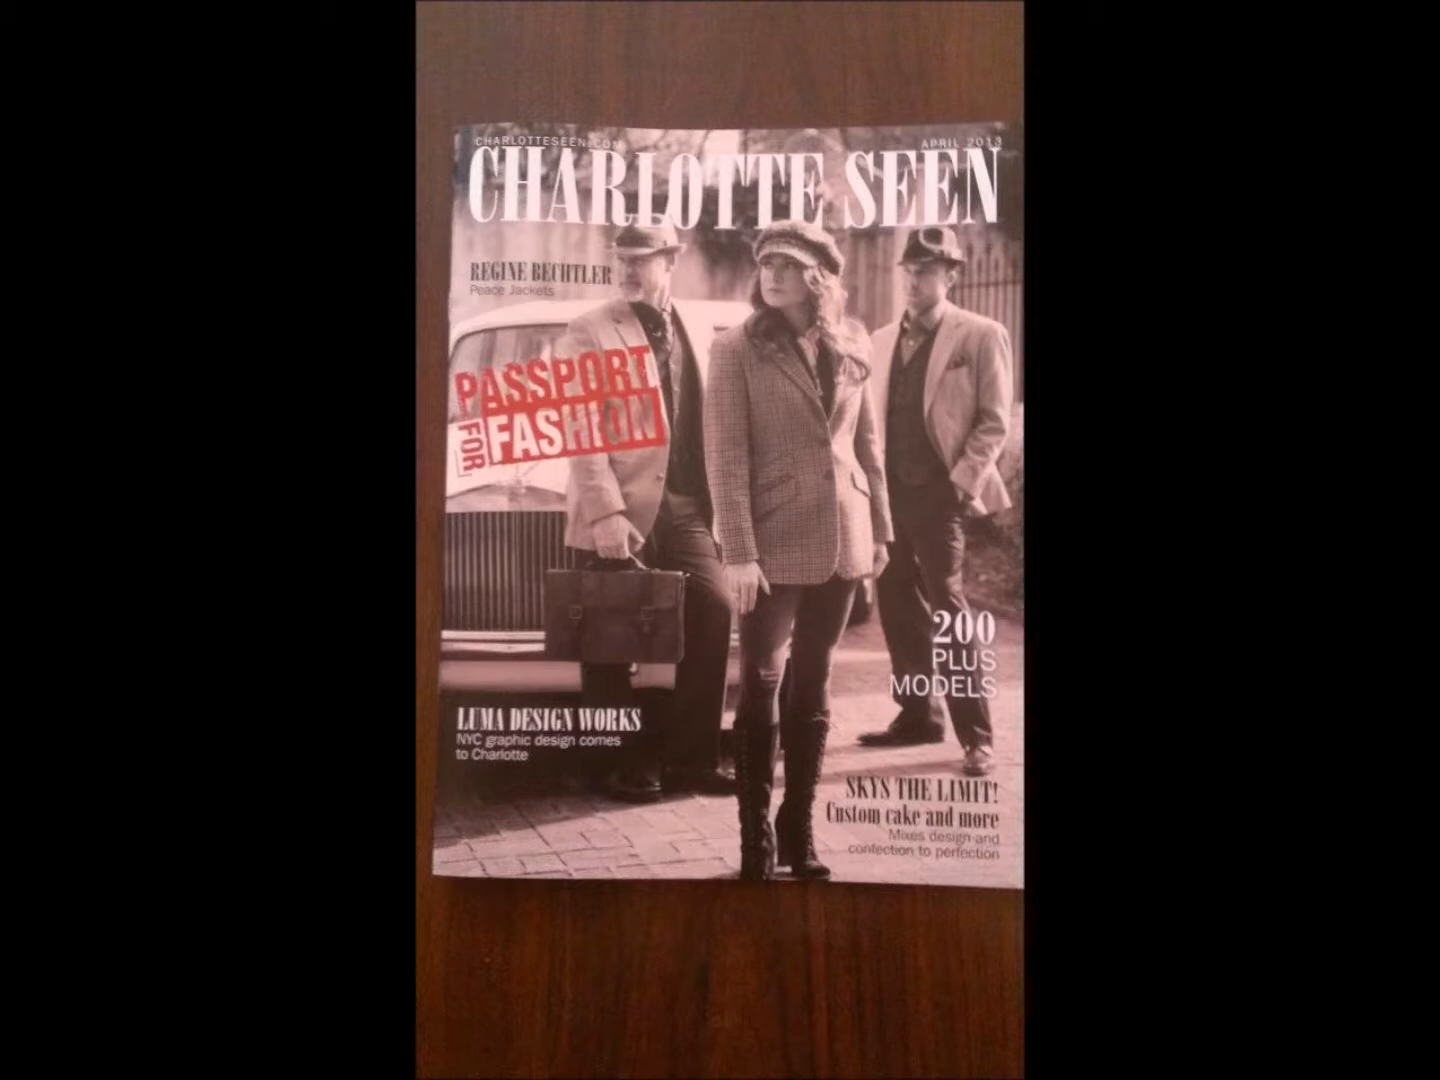 CHARLOTTESEEN.COM
APRIL 2013
CHARLOTTE SEEN
REGINE BECHTLER
Peace Jackets
PASSPORT
FOR
FASHION
200
PLUS
MODELS
LUMA DESIGN WORKS
NYC graphic design comes
to Charlotte
SKYS THE LIMIT!
Custom cake and more
Mixes design and
confection to perfection